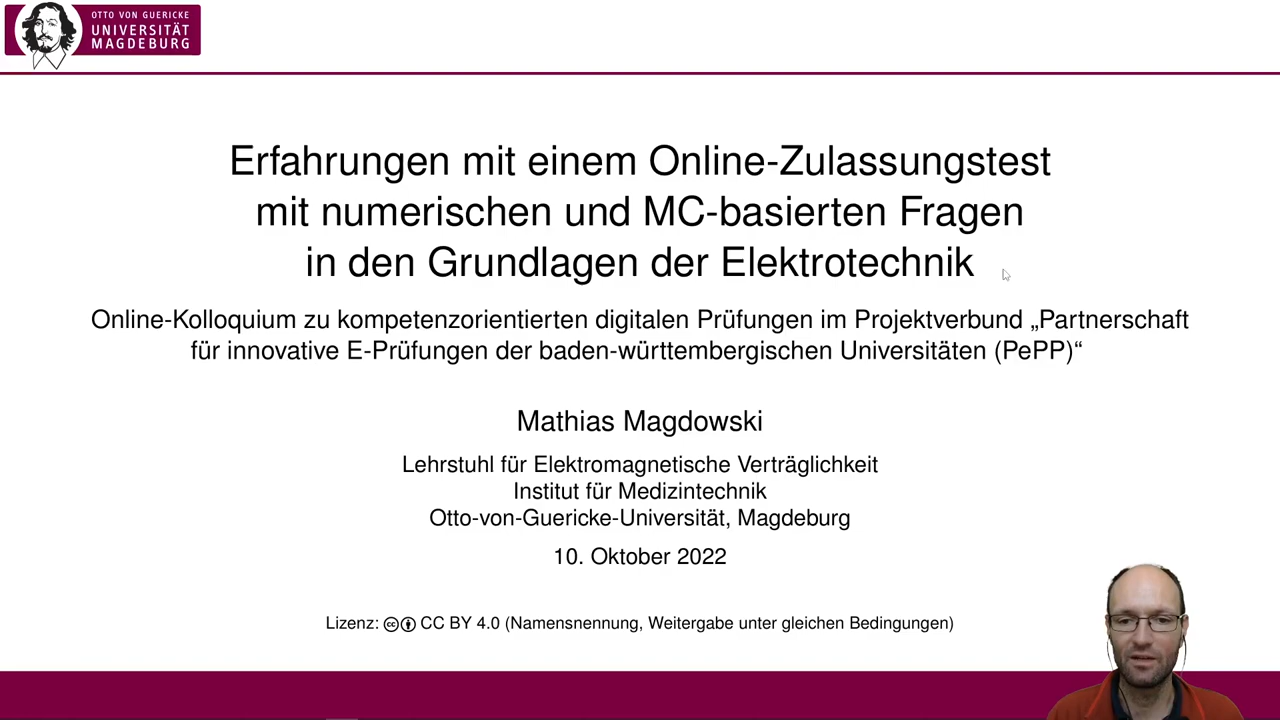 OTTO VON GUERICKE
UNIVERSITÄT
MAGDEBURG
Erfahrungen mit einem Online-Zulassungstest
mit numerischen und MC-basierten Fragen
in den Grundlagen der Elektrotechnik
Online-Kolloquium zu kompetenzorientierten digitalen Prüfungen im Projektverbund „Partnerschaft
für innovative E-Prüfungen der baden-württembergischen Universitäten (PePP)“
Mathias Magdowski
Lehrstuhl für Elektromagnetische Verträglichkeit
Institut für Medizintechnik
Otto-von-Guericke-Universität, Magdeburg
10. Oktober 2022
Lizenz: CC BY 4.0 (Namensnennung, Weitergabe unter gleichen Bedingungen)